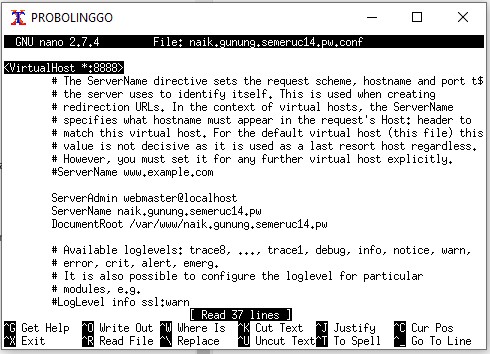 PROBOLINGGO
GNU nano 2.7.4 File: naik.gunung.semeruc14.pw.conf
<VirtualHost *:8888>
# The ServerName directive sets the request scheme, hostname and port t$
# the server uses to identify itself. This is used when creating
# redirection URLs. In the context of virtual hosts, the ServerName
# specifies what hostname must appear in the request's Host: header to
# match this virtual host. For the default virtual host (this file) this
# value is not decisive as it is used as a last resort host regardless.
# However, you must set it for any further virtual host explicitly.
#ServerName www.example.com
ServerAdmin webmaster@localhost
ServerName naik.gunung.semeruc14.pw
DocumentRoot /var/www/naik.gunung.semeruc14.pw
# Available loglevels: trace8, ..., trace1, debug, info, notice, warn,
# error, crit, alert, emerg.
# It is also possible to configure the loglevel for particular
# modules, e.g.
#LogLevel info ssl:warn
[ Read 37 lines ]
^G Get Help ^O Write Out ^W Where Is ^K Cut Text ^J Justify ^C Cur Pos
^X Exit ^R Read File ^\ Replace ^U Uncut Text ^T To Spell ^_ Go To Line